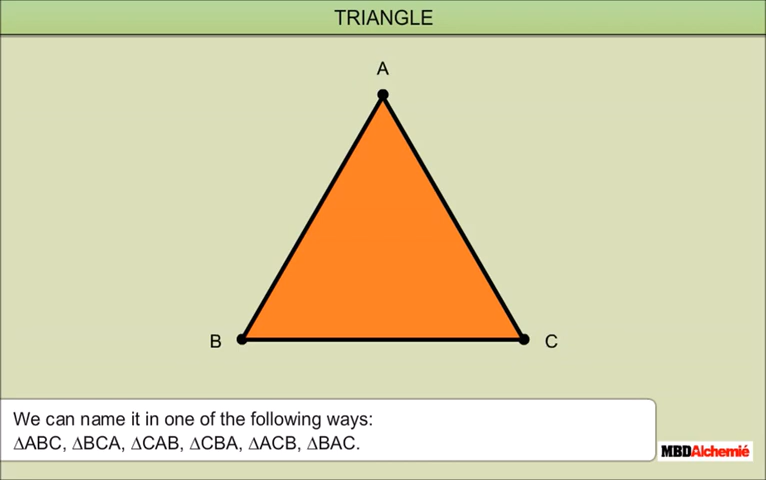 TRIANGLE
A
B
C
We can name it in one of the following ways:
∆ABC, ∆BCA, ∆CAB, ∆CBA, ∆ACB, ∆BAC.
MBDAlchemié